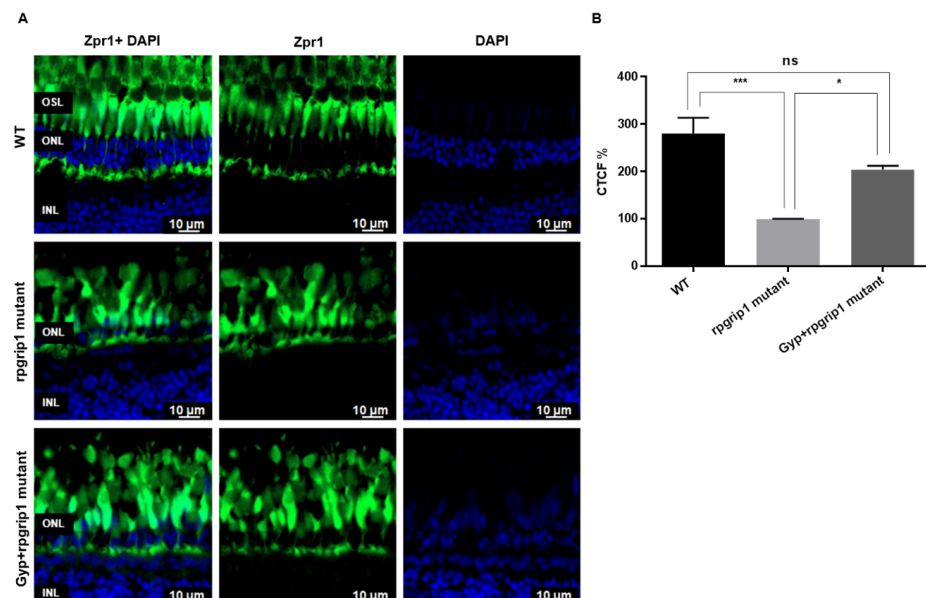 A
Zpr1+ DAPI
Zpr1
DAPI
WT
OSL
ONL
INL
10 µm
10 µm
10 µm
rpgrip1 mutant
ONL
INL
10 µm
10 µm
10 µm
Gyp+rpgrip1 mutant
ONL
INL
10 µm
10 µm
10 µm
B
ns
***
*
CTCF %
400
300
200
100
0
WT
rpgrip1 mutant
Gyp+rpgrip1 mutant